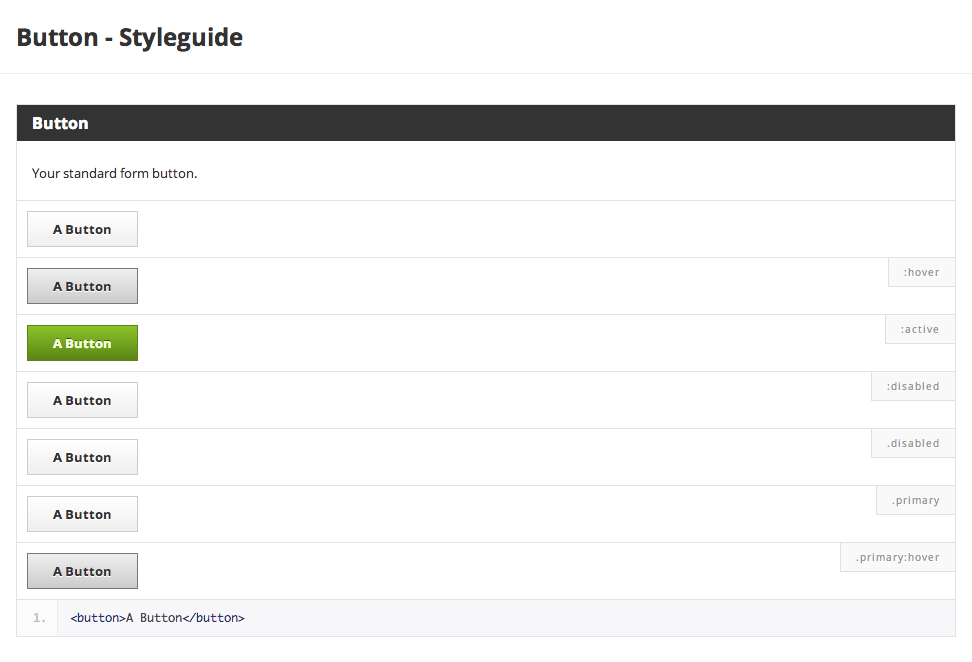 Button - Styleguide
Button
Your standard form button.
A Button
A Button :hover
A Button :active
A Button :disabled
A Button .disabled
A Button .primary
A Button .primary:hover
1. <button>A Button</button>